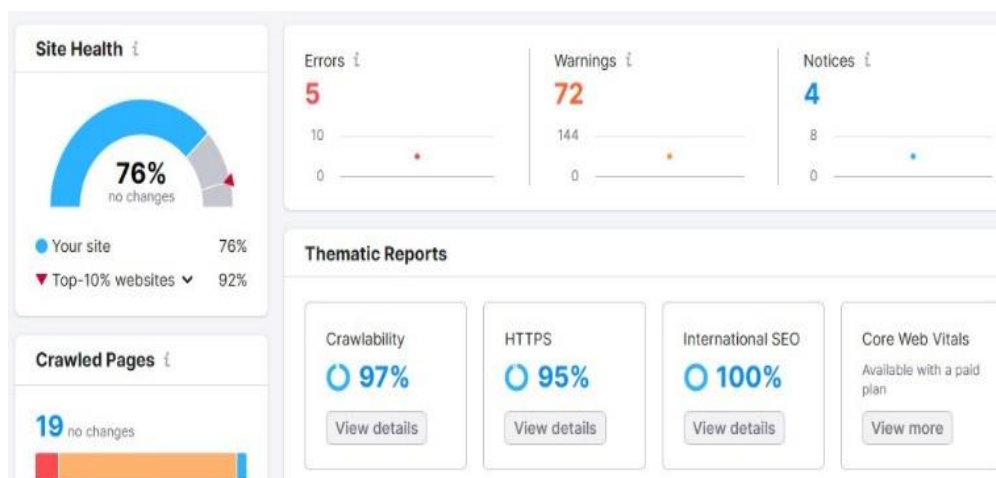 Site Health i
76%
no changes
Your site 76%
Top-10% websites 92%
Crawled Pages i
19 no changes
Errors i
5
10
0
Warnings i
72
144
0
Notices i
4
8
0
Thematic Reports
Crawlability
97%
View details
HTTPS
95%
View details
International SEO
100%
View details
Core Web Vitals
Available with a paid
plan
View more